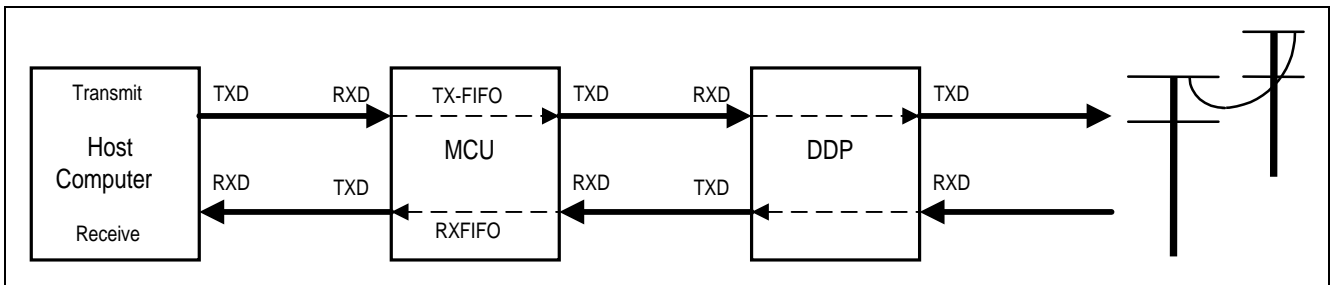 Transmit
TXD
RXD
TX-FIFO
TXD
RXD
TXD
Host
Computer
MCU
DDP
RXD
TXD
RXD
TXD
RXD
Receive
RXFIFO